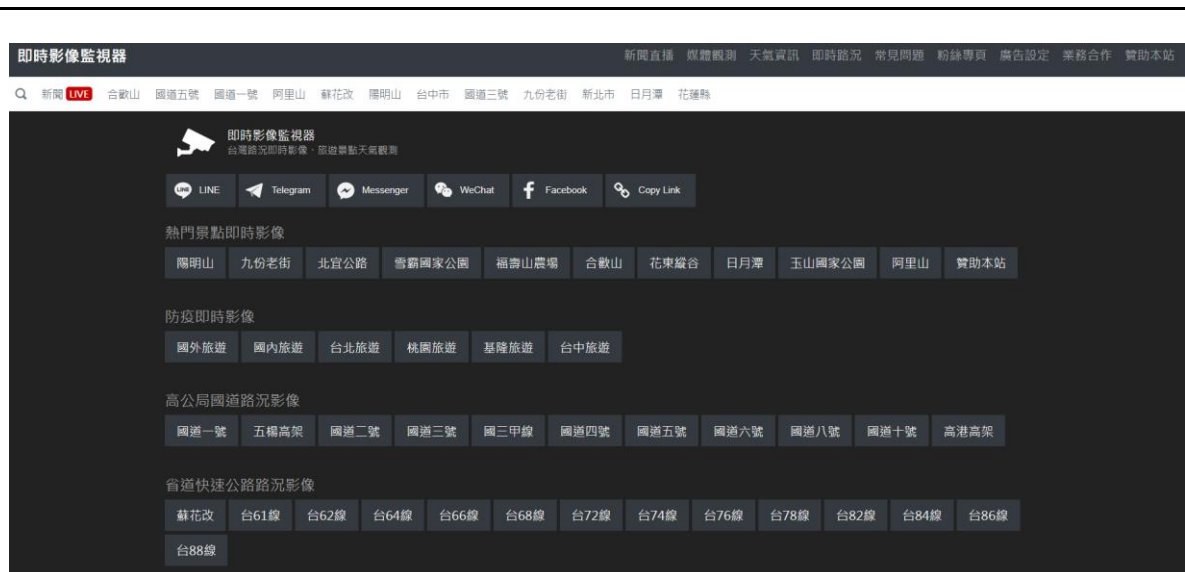 即時影像監視器 新聞直播 媒體觀測 天氣資訊 即時路況 常見問題 粉絲專頁 廣告設定 業務合作 贊助本站
新聞 LIVE 合歡山 國道五號 國道一號 阿里山 蘇花改 陽明山 台中市 國道三號 九份老街 新北市 日月潭 花蓮縣
即時影像監視器
台灣路況即時影像、旅遊景點天氣觀測
LINE LINE Telegram Messenger WeChat Facebook Copy Link
熱門景點即時影像
陽明山 九份老街 北宜公路 雪霸國家公園 福壽山農場 合歡山 花東縱谷 日月潭 玉山國家公園 阿里山 贊助本站
防疫即時影像
國外旅遊 國內旅遊 台北旅遊 桃園旅遊 基隆旅遊 台中旅遊
高公局國道路況影像
國道一號 五楊高架 國道二號 國道三號 國三甲線 國道四號 國道五號 國道六號 國道八號 國道十號 高港高架
省道快速公路路況影像
蘇花改 台61線 台62線 台64線 台66線 台68線 台72線 台74線 台76線 台78線 台82線 台84線 台86線
台88線